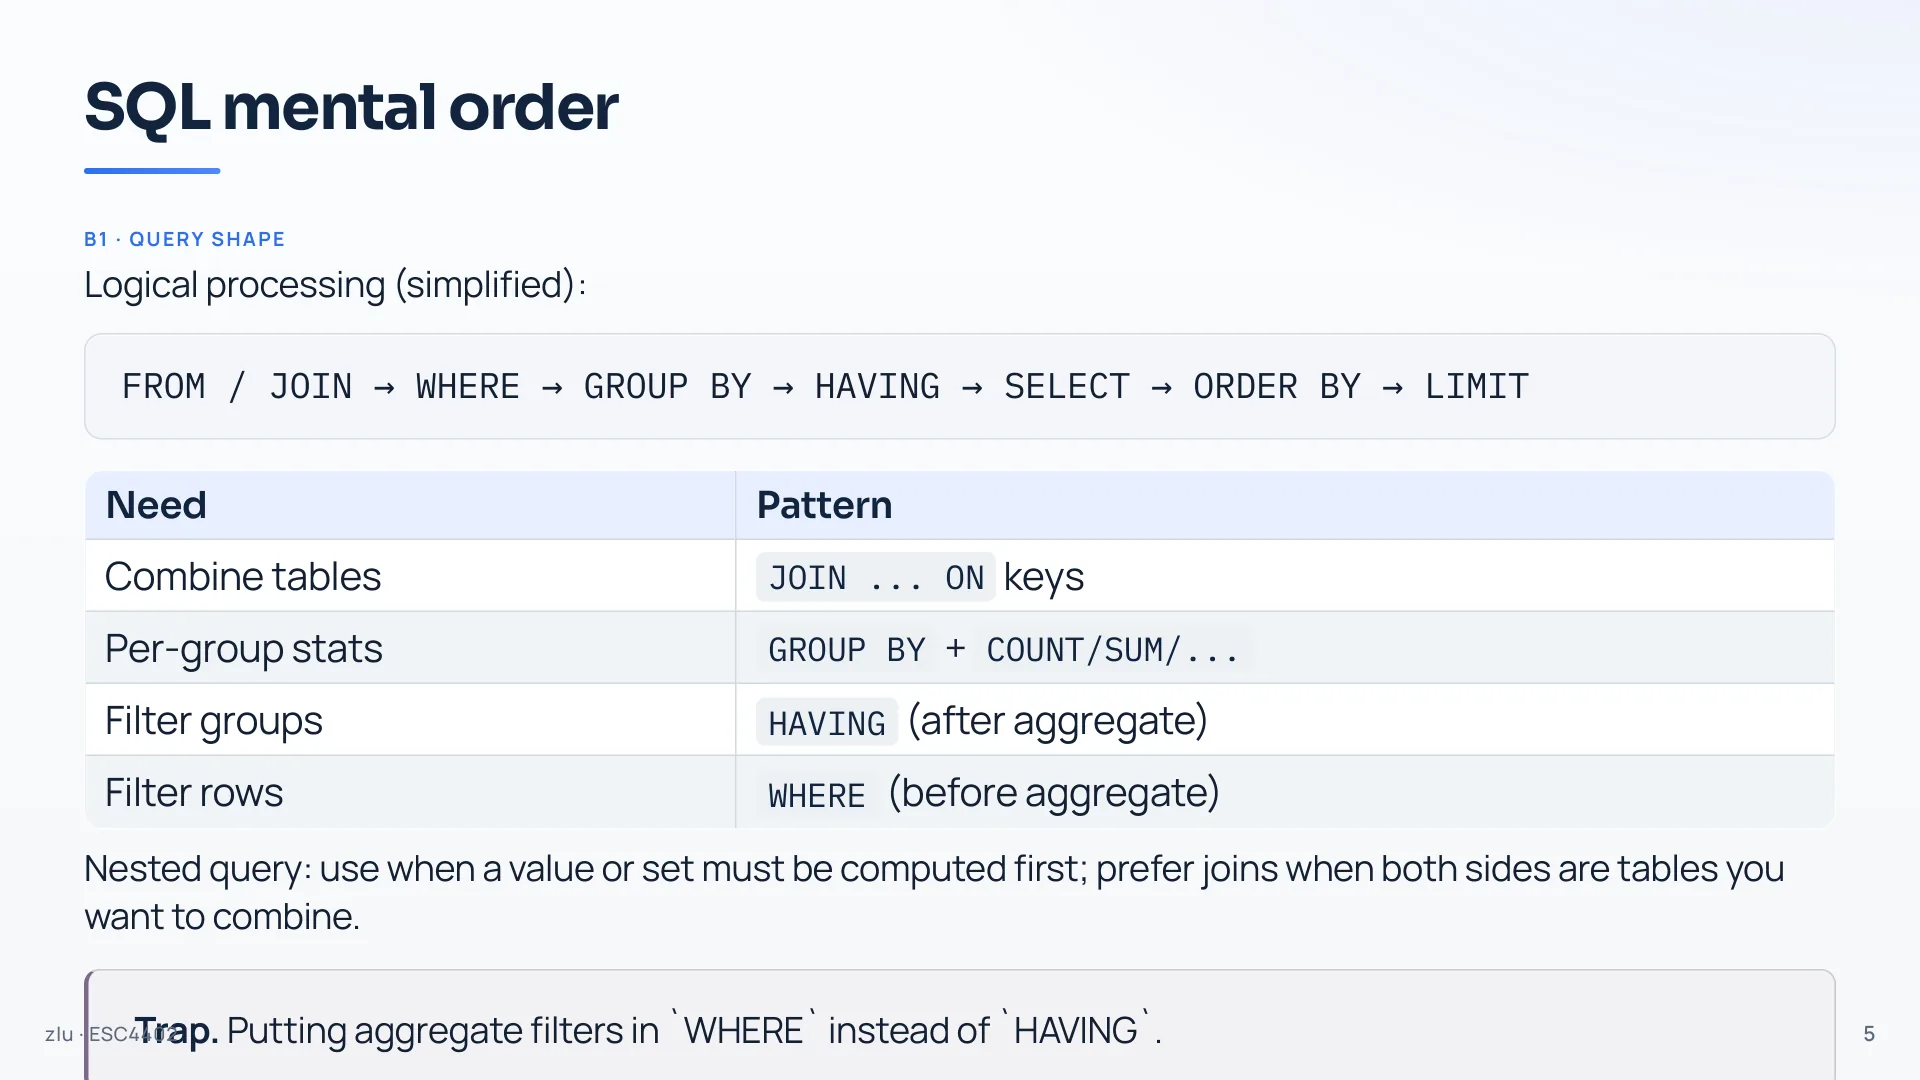 SQL mental order
B1 · QUERY SHAPE
Logical processing (simplified):
FROM / JOIN → WHERE → GROUP BY → HAVING → SELECT → ORDER BY → LIMIT
Need Pattern
Combine tables JOIN ... ON keys
Per-group stats GROUP BY + COUNT/SUM/...
Filter groups HAVING (after aggregate)
Filter rows WHERE (before aggregate)
Nested query: use when a value or set must be computed first; prefer joins when both sides are tables you
want to combine.
Trap. Putting aggregate filters in `WHERE` instead of `HAVING`.
zlu · ESC4402
5